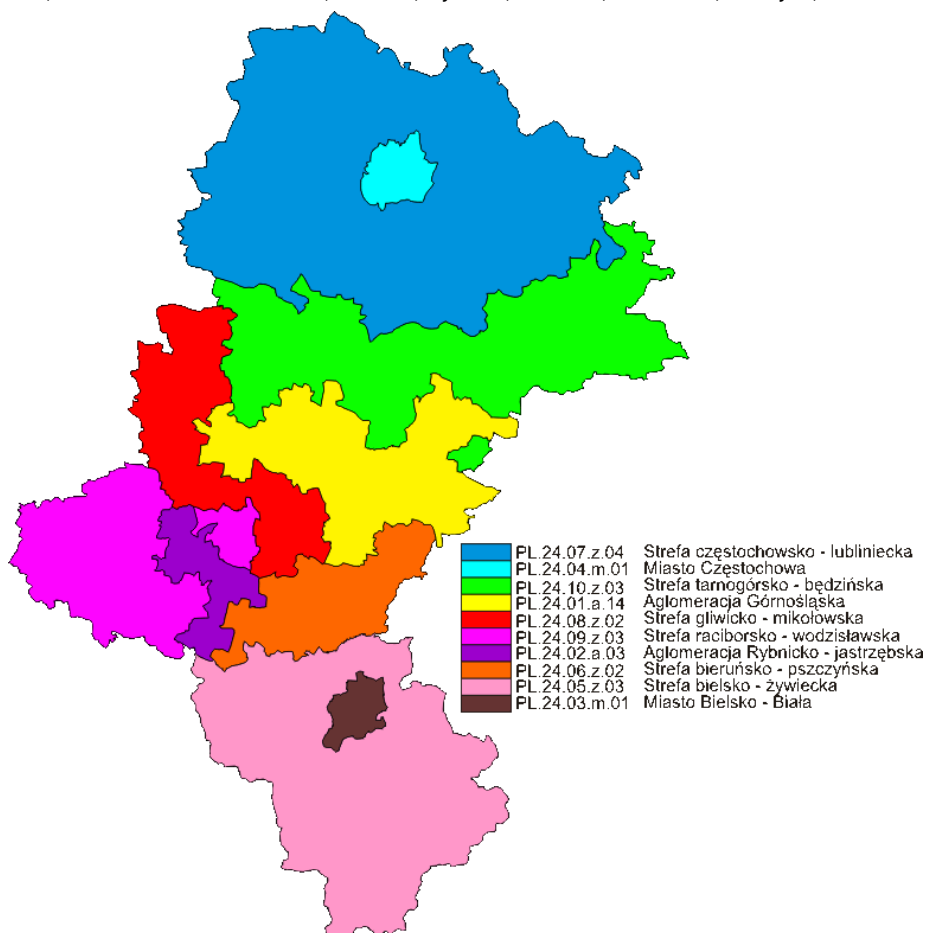 PL.24.07.z.04 Strefa częstochowsko - lubliniecka
PL.24.04.m.01 Miasto Częstochowa
PL.24.10.z.03 Strefa tarnogórsko - będzińska
PL.24.01.a.14 Aglomeracja Górnośląska
PL.24.08.z.02 Strefa gliwicko - mikołowska
PL.24.09.z.03 Strefa raciborsko - wodzisławska
PL.24.02.a.03 Aglomeracja Rybnicko - jastrzębska
PL.24.06.z.02 Strefa bieruńsko - pszczyńska
PL.24.05.z.03 Strefa bielsko - żywiecka
PL.24.03.m.01 Miasto Bielsko - Biała